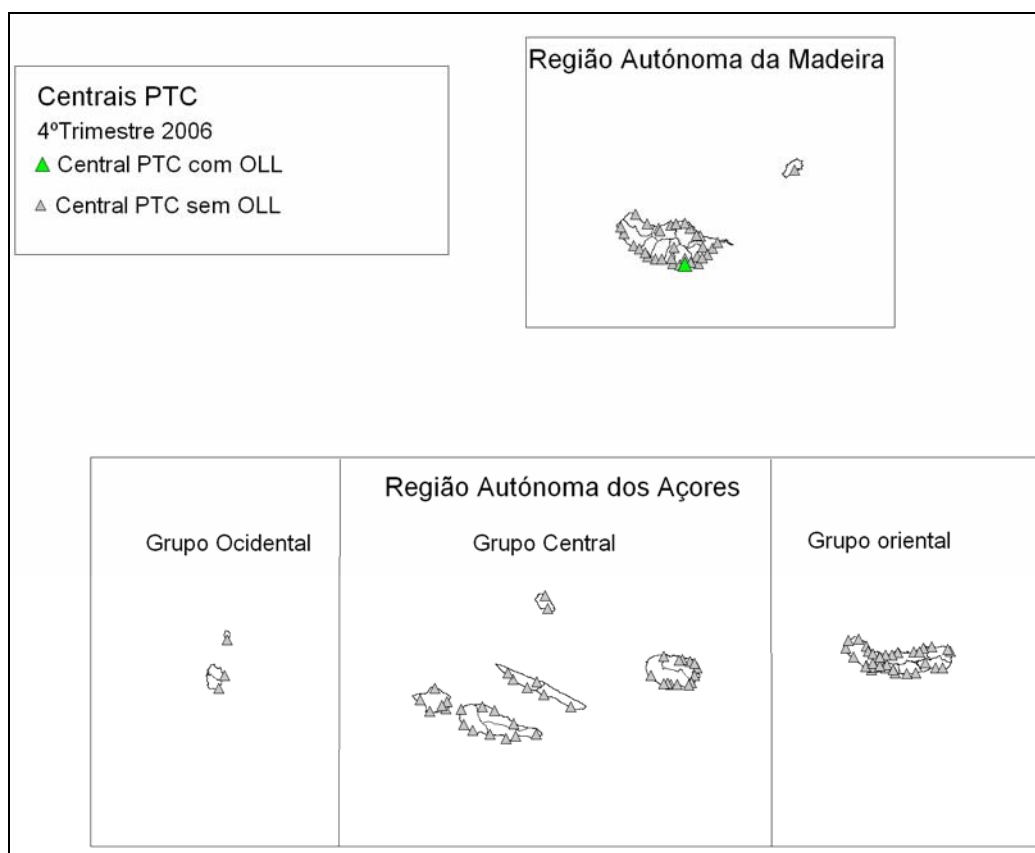 Região Autónoma da Madeira
Centrais PTC
4ºTrimestre 2006
Central PTC com OLL
Central PTC sem OLL
Região Autónoma dos Açores
Grupo Ocidental
Grupo Central
Grupo oriental